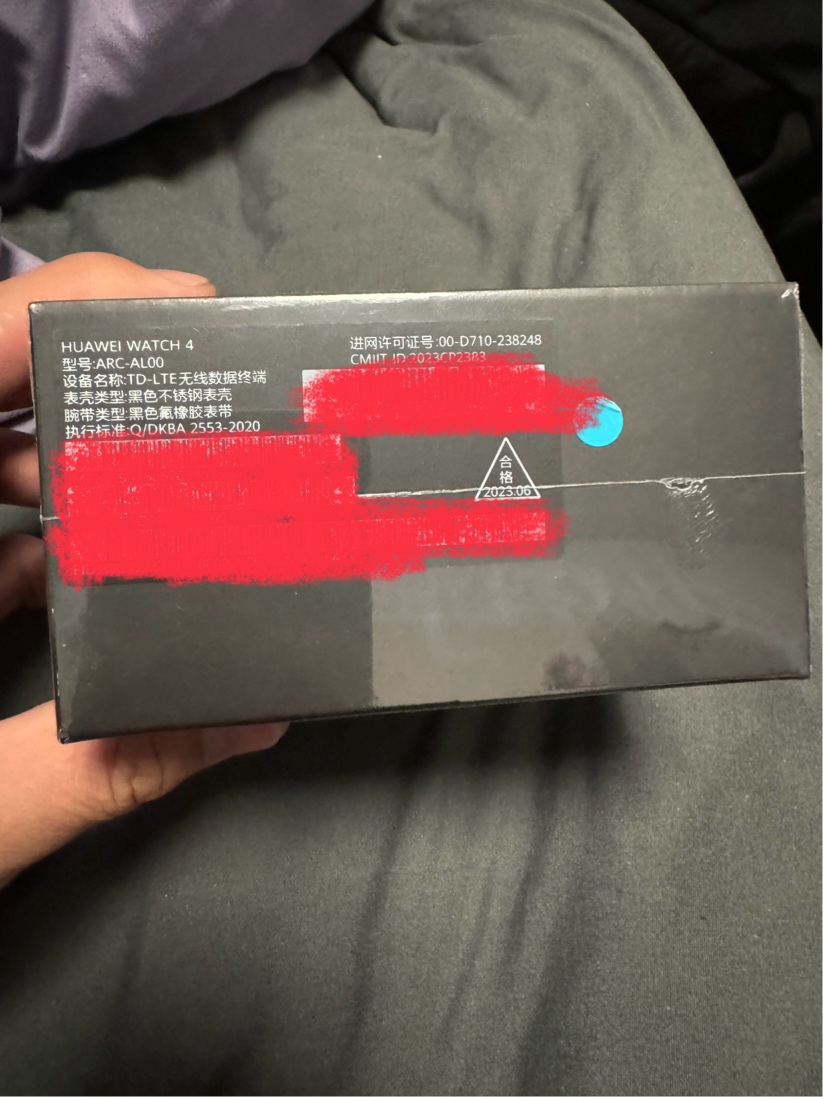 HUAWEI WATCH 4
型号:ARC-AL00
设备名称:TD-LTE无线数据终端
表壳类型:黑色不锈钢表壳
腕带类型:黑色氟橡胶表带
执行标准:Q/DKBA 2553-2020
进网许可证号:00-D710-238248
CMIIT ID:2023CP2383
合
格
2023.06